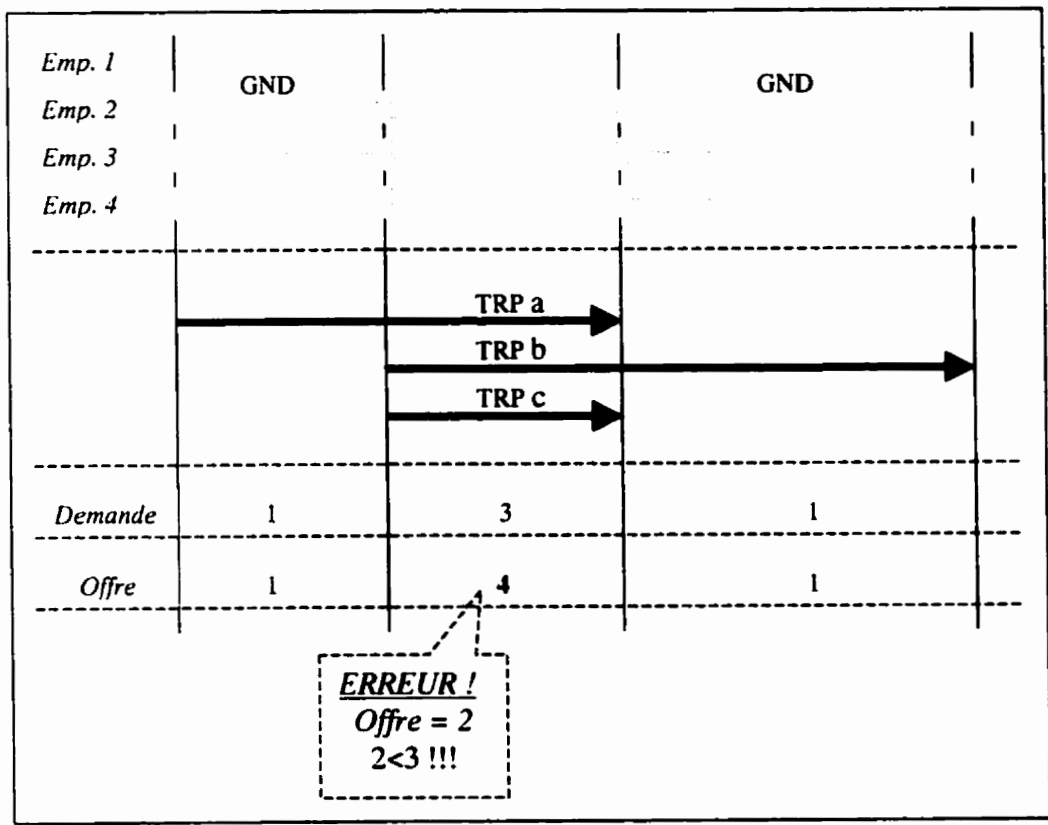 Emp. 1
GND GND
Emp. 2
Emp. 3
Emp. 4
TRP a
TRP b
TRP c
Demande 1 3 1
Offre 1 4 1
ERREUR !
Offre = 2
2<3 !!!